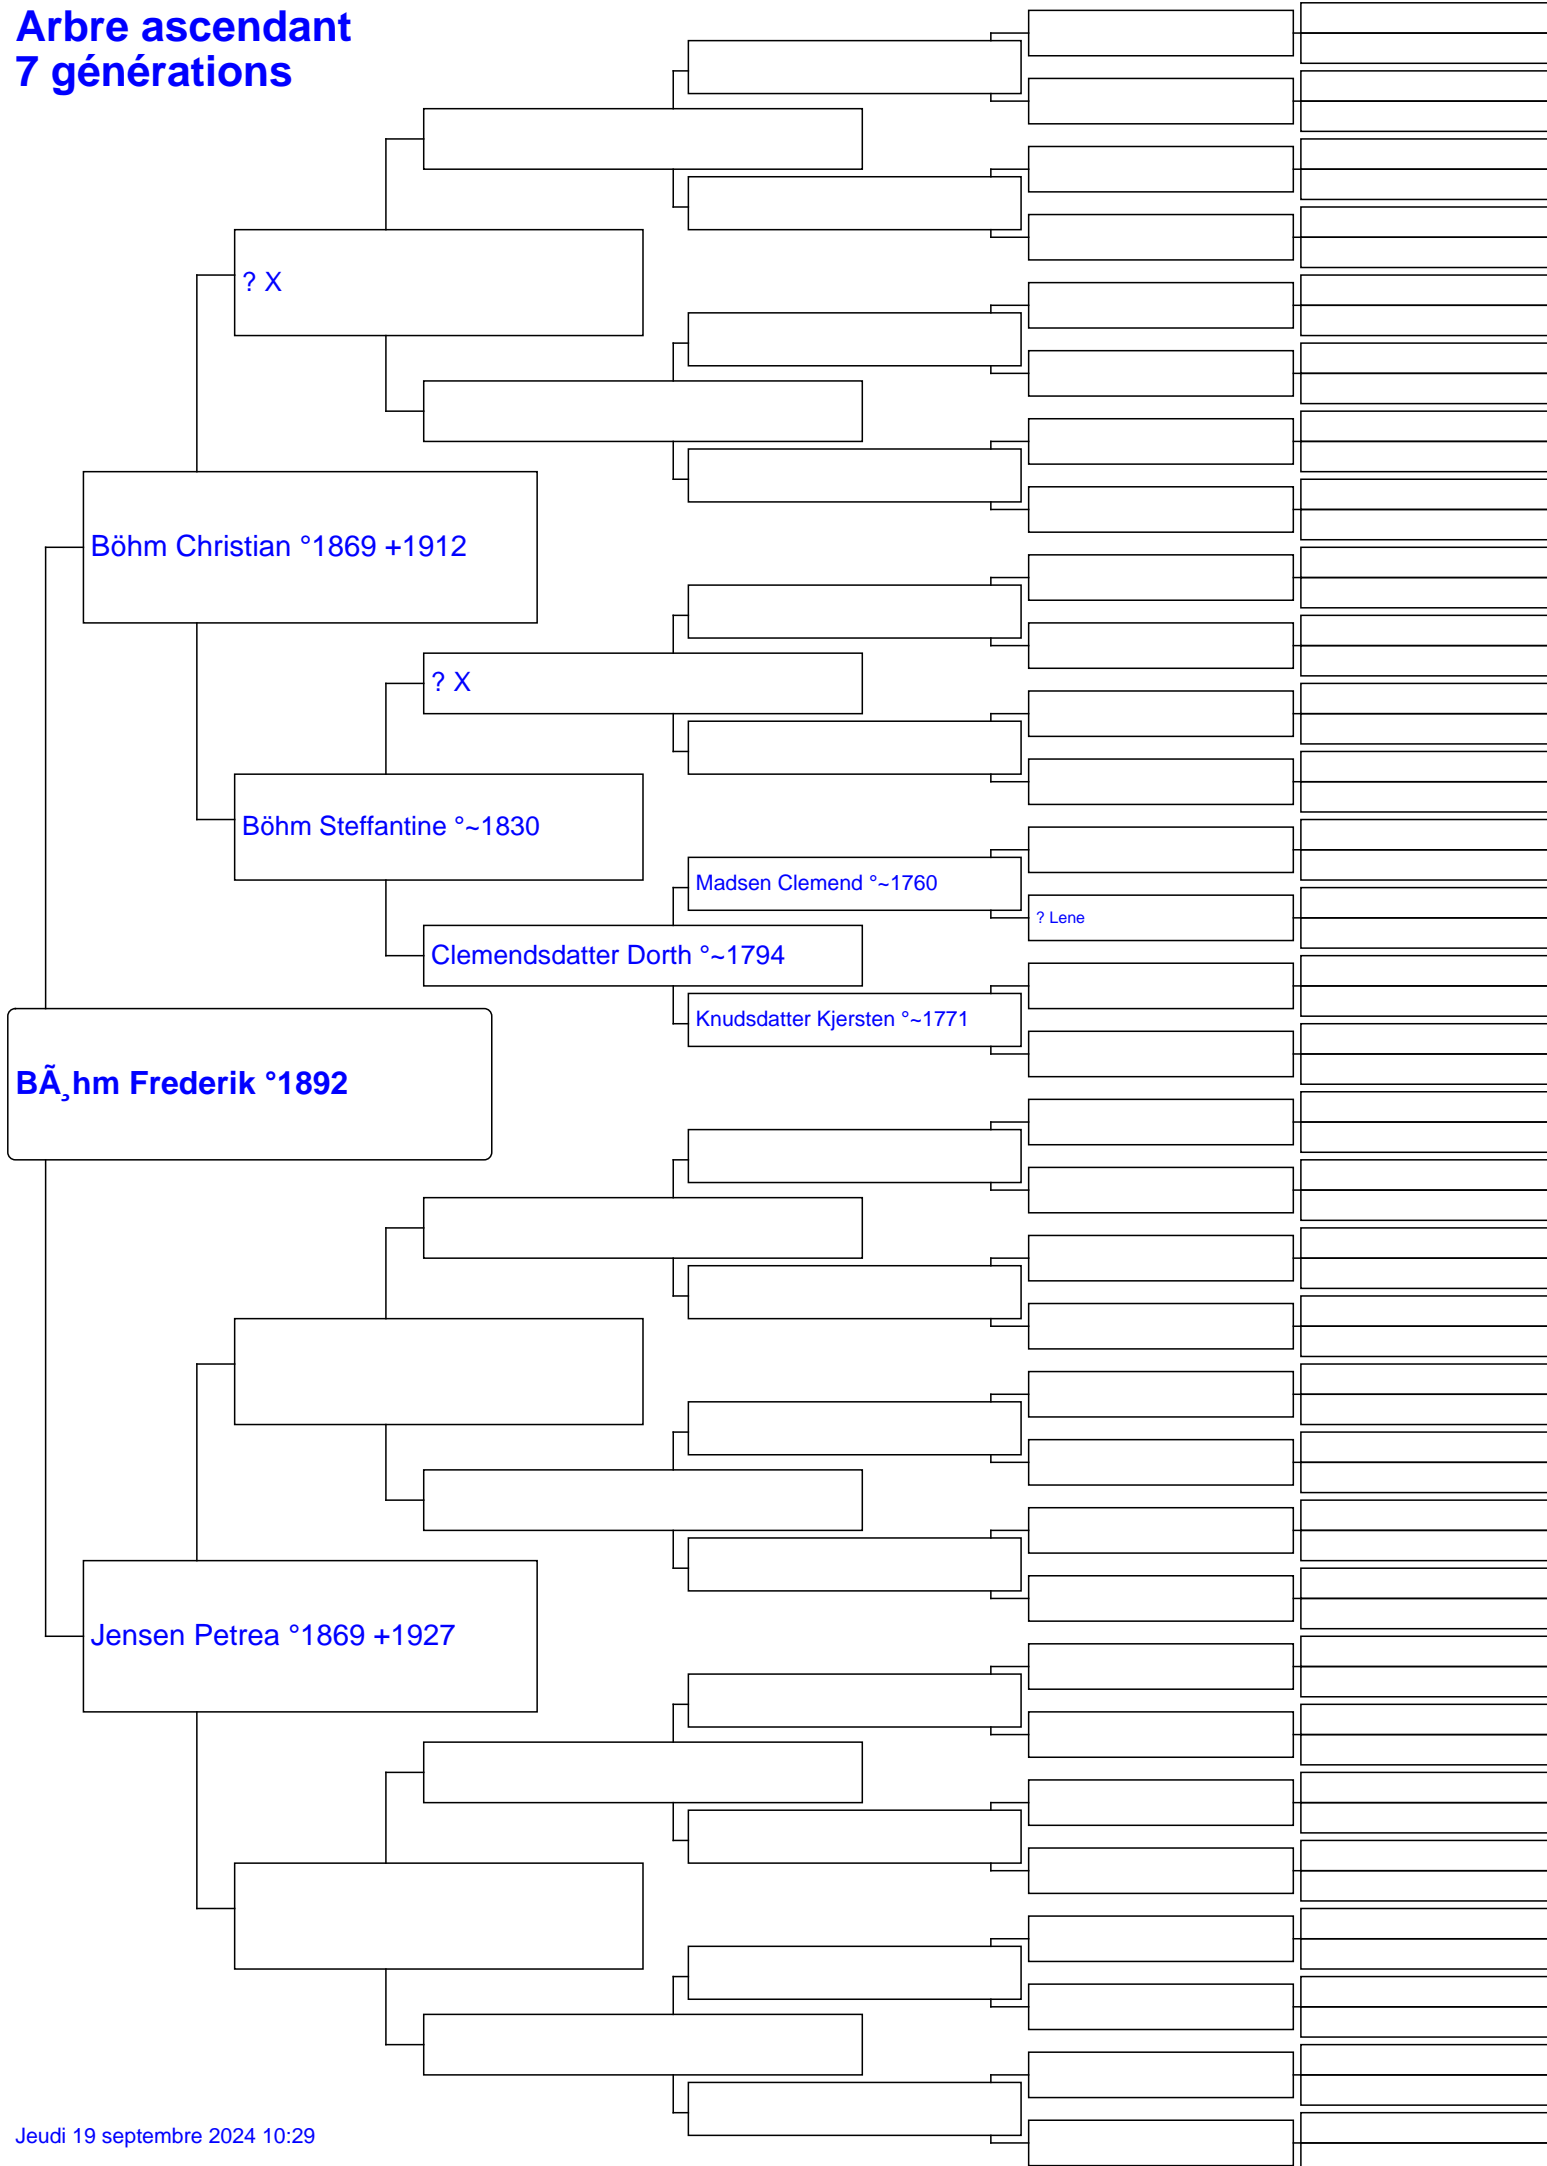 Arbre ascendant
7 générations
? X
Böhm Christian °1869 +1912
? X
Böhm Steffantine °~1830
Madsen Clemend °~1760
? Lene
Clemendsdatter Dorth °~1794
Knudsdatter Kjersten °~1771
BÃ¸hm Frederik °1892
Jensen Petrea °1869 +1927
Jeudi 19 septembre 2024 10:29